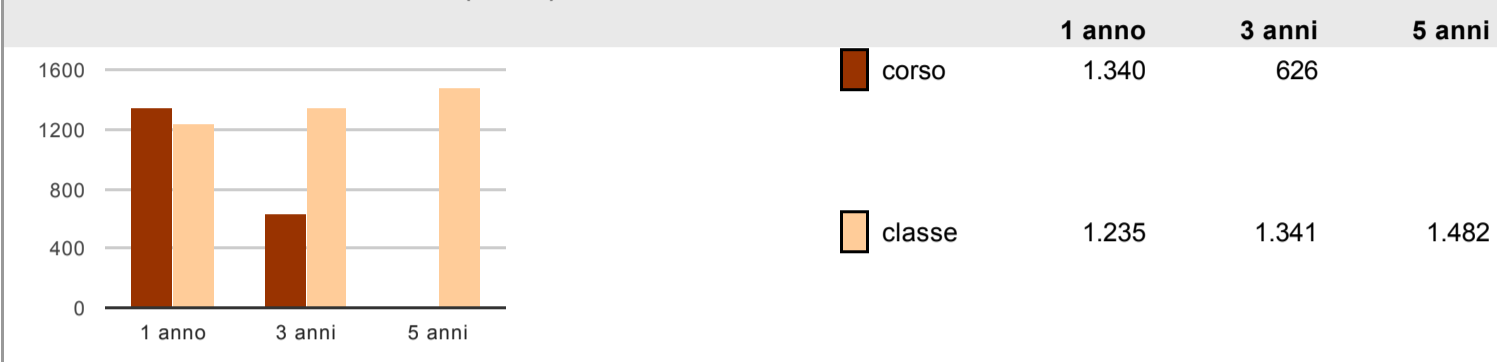 1 anno 3 anni 5 anni
corso 1.340 626
classe 1.235 1.341 1.482
1600
1200
800
400
0
1 anno 3 anni 5 anni